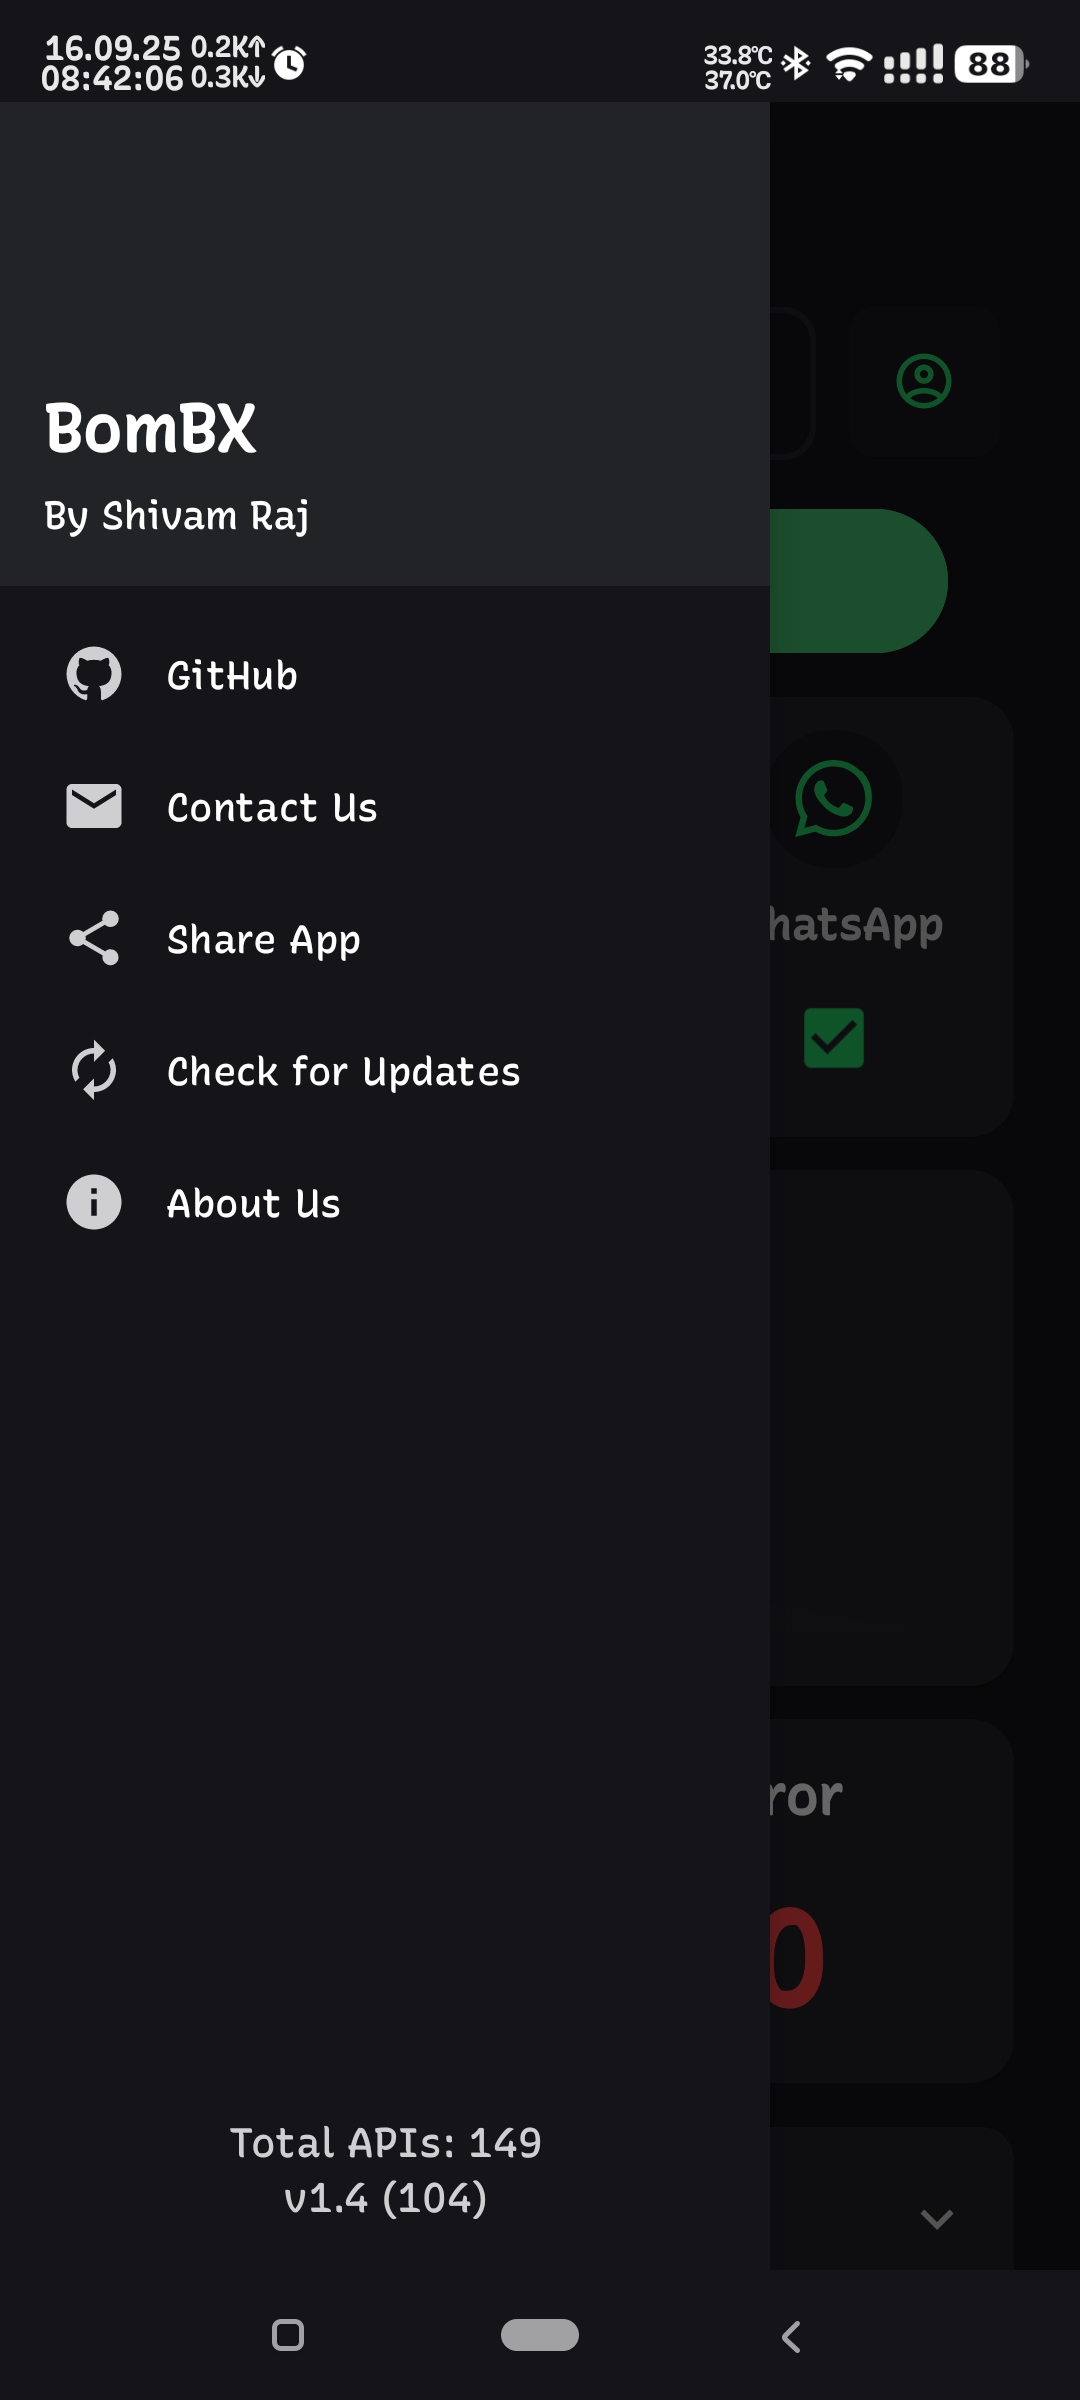 16.09.25 0.2K↑
08:42:06 0.3K↓
33.8°C
37.0°C
88
BomBX
By Shivam Raj
GitHub
Contact Us
Share App
Check for Updates
About Us
hatsApp
ror
0
Total APIs: 149
v1.4 (104)